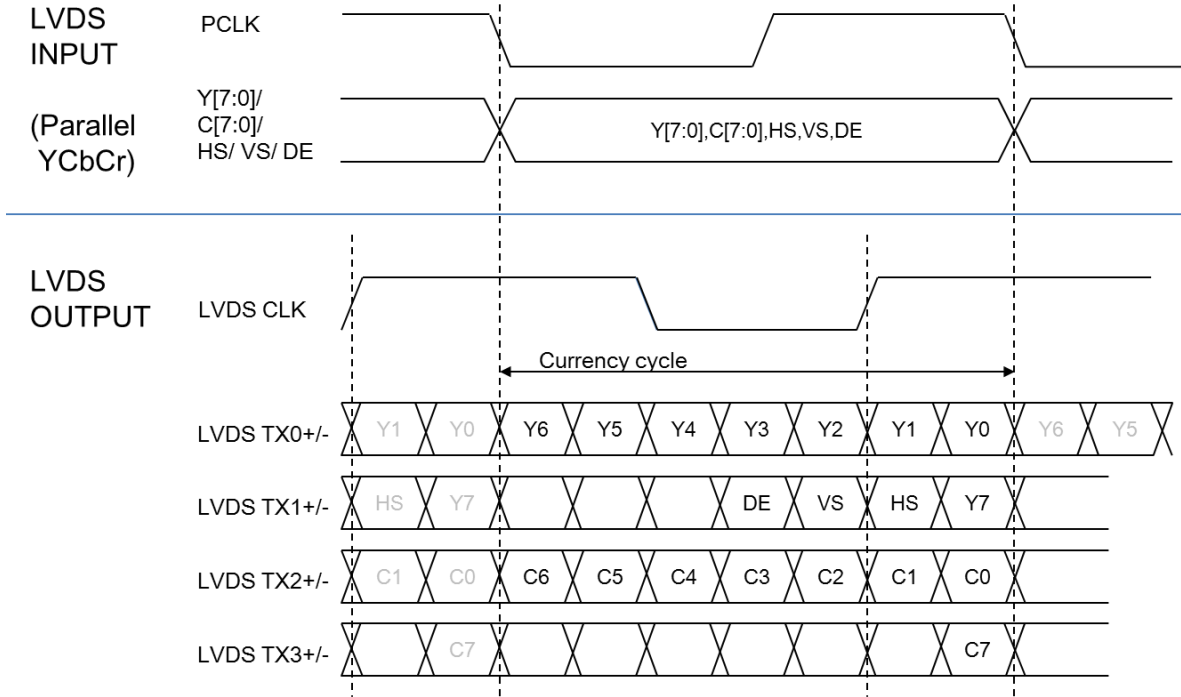 LVDS
INPUT
PCLK
(Parallel
YCbCr)
Y[7:0]/
C[7:0]/
HS/ VS/ DE
Y[7:0],C[7:0],HS,VS,DE
LVDS
OUTPUT
LVDS CLK
Currency cycle
LVDS TX0+/- Y1 Y0 Y6 Y5 Y4 Y3 Y2 Y1 Y0 Y6 Y5
LVDS TX1+/- HS Y7 DE VS HS Y7
LVDS TX2+/- C1 C0 C6 C5 C4 C3 C2 C1 C0
LVDS TX3+/- C7 C7